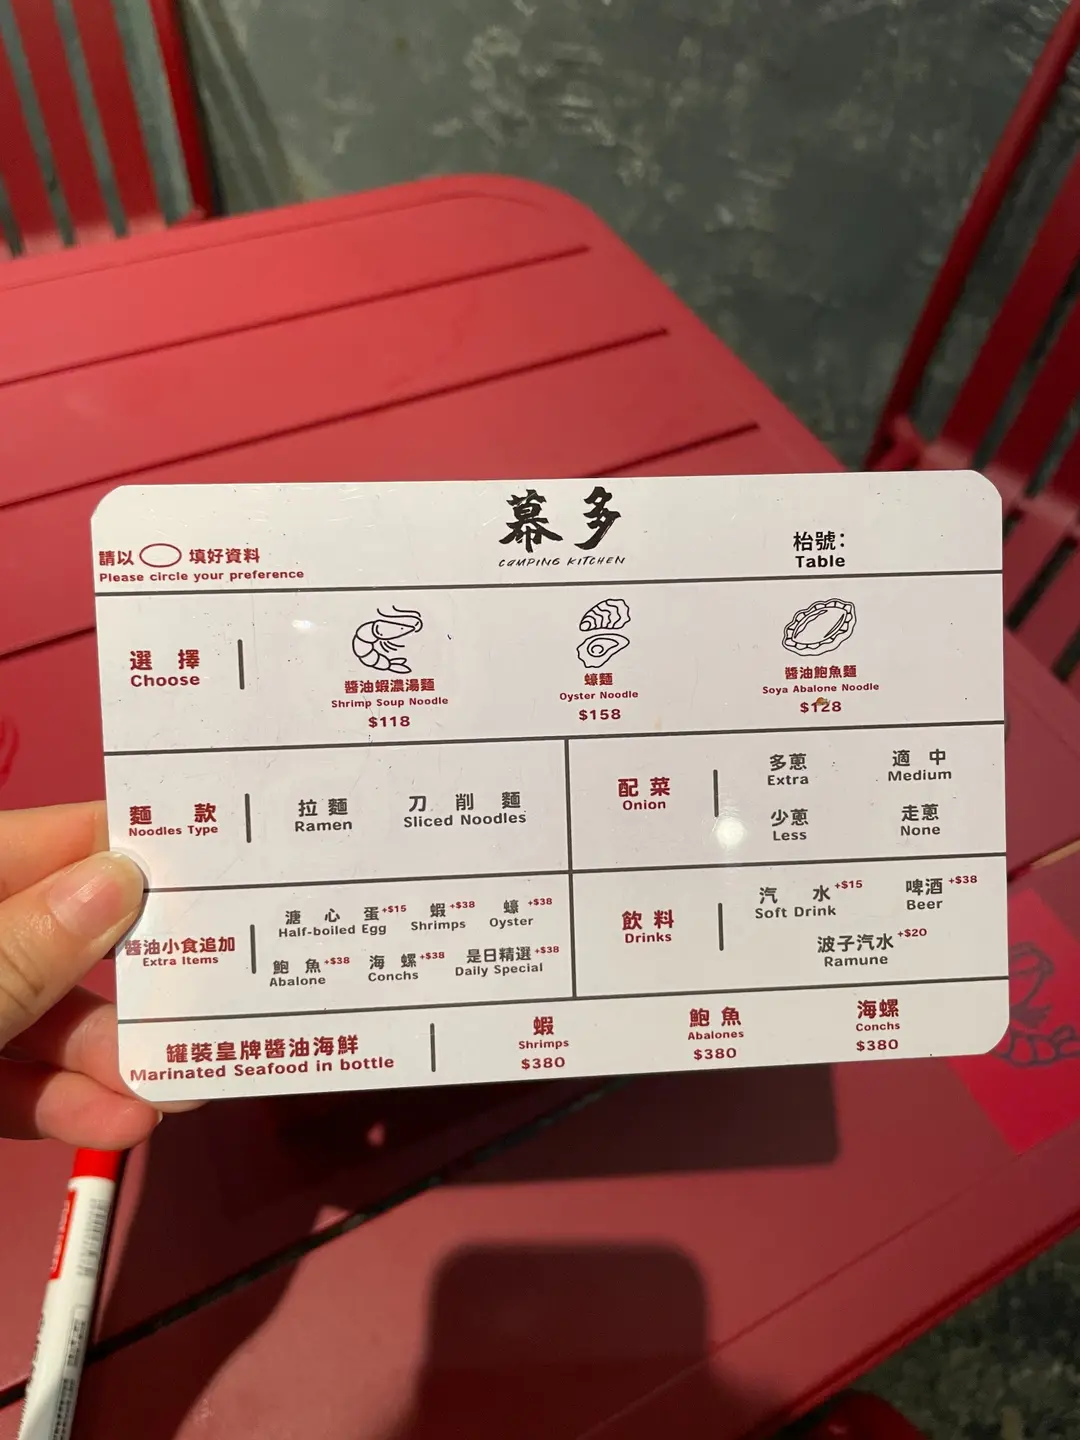 幕多
CAMPING KITCHEN
請以 填好資料
Please circle your preference
枱號：
Table
選擇
Choose
醬油蝦濃湯麵
Shrimp Soup Noodle
$118
蠔麵
Oyster Noodle
$158
醬油鮑魚麵
Soya Abalone Noodle
$128
麵款
Noodles Type
拉麵
Ramen
刀削麵
Sliced Noodles
配菜
Onion
多蔥
Extra
適中
Medium
少蔥
Less
走蔥
None
醬油小食追加
Extra Items
溏心蛋+$15
Half-boiled Egg
蝦+$38
Shrimps
蠔+$38
Oyster
鮑魚+$38
Abalone
海螺+$38
Conchs
是日精選+$38
Daily Special
飲料
Drinks
汽水+$15
Soft Drink
啤酒+$38
Beer
波子汽水+$20
Ramune
罐裝皇牌醬油海鮮
Marinated Seafood in bottle
蝦
Shrimps
$380
鮑魚
Abalones
$380
海螺
Conchs
$380